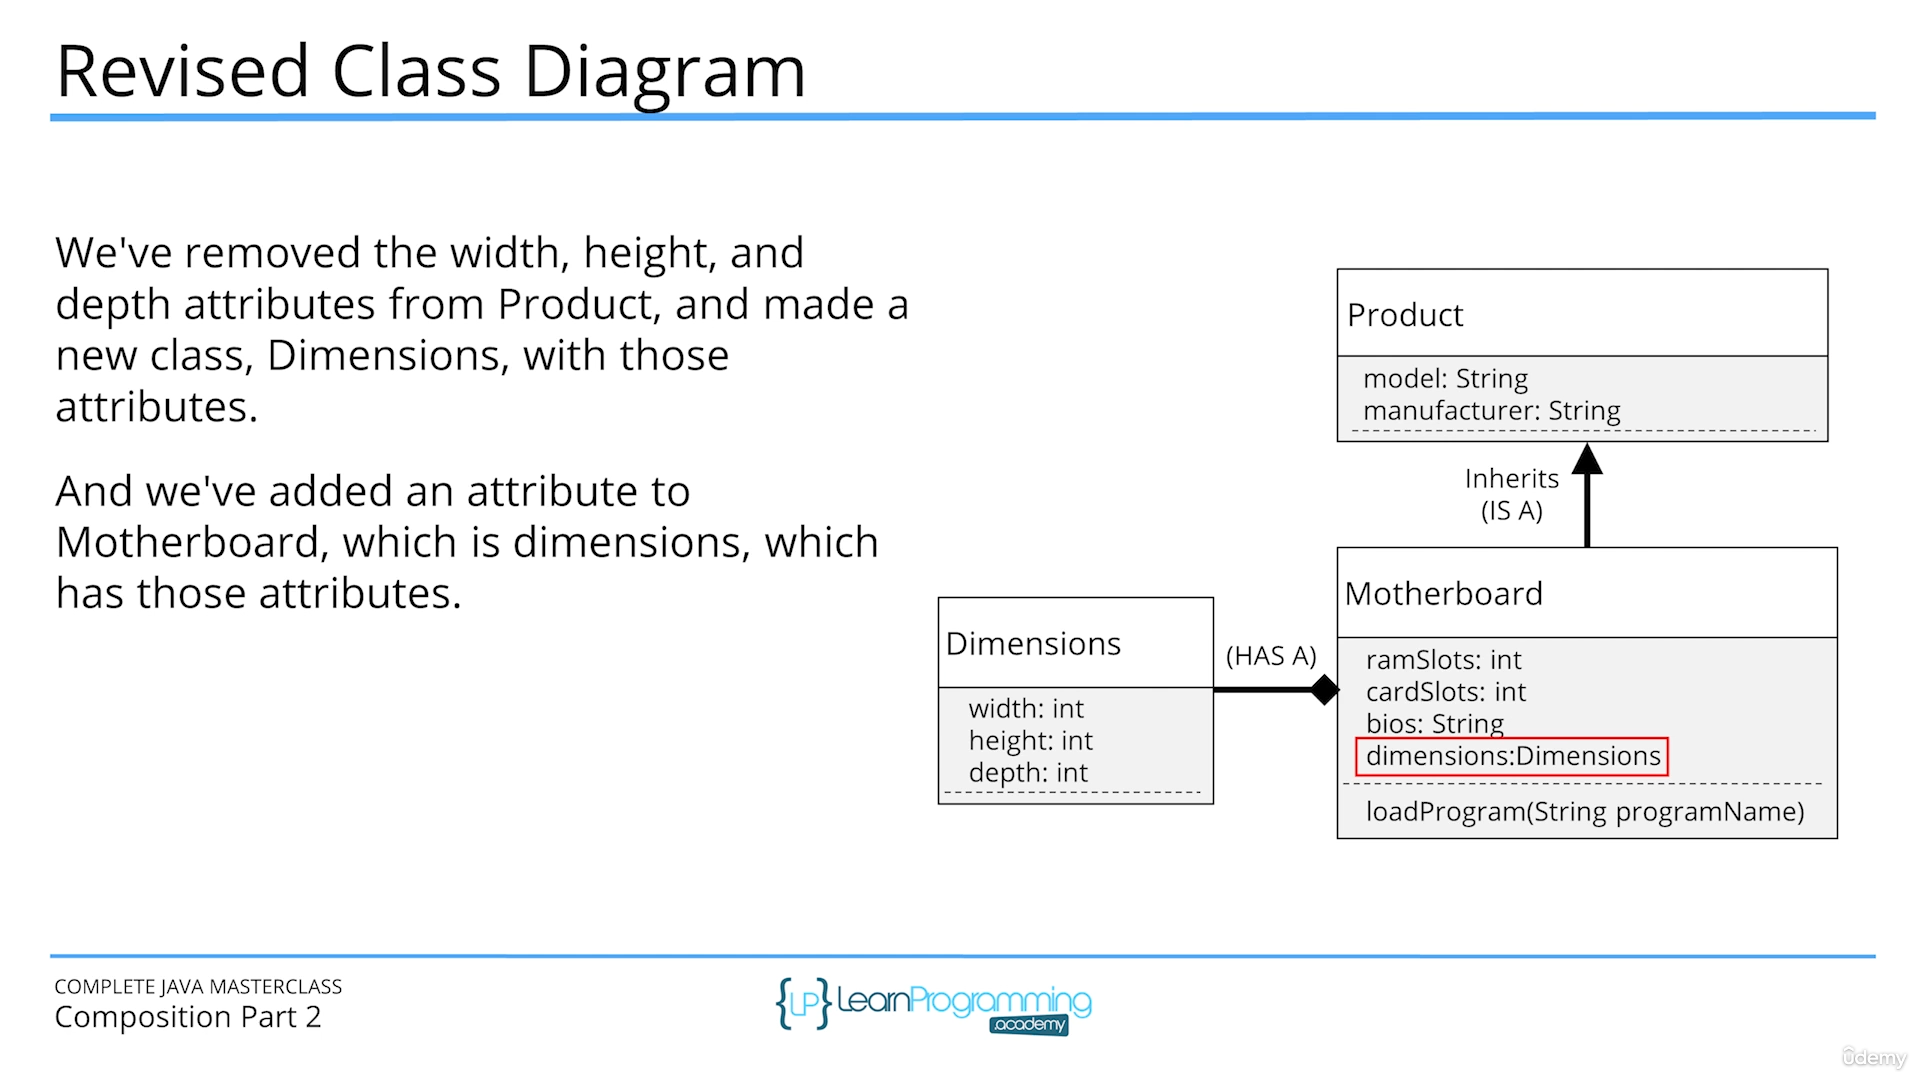 Revised Class Diagram
We've removed the width, height, and
depth attributes from Product, and made a
new class, Dimensions, with those
attributes.
And we've added an attribute to
Motherboard, which is dimensions, which
has those attributes.
Product
model: String
manufacturer: String
Inherits
(IS A)
Motherboard
ramSlots: int
cardSlots: int
bios: String
dimensions:Dimensions
loadProgram(String programName)
(HAS A)
Dimensions
width: int
height: int
depth: int
COMPLETE JAVA MASTERCLASS
Composition Part 2
{LP} LearnProgramming
.academy
ûdemy